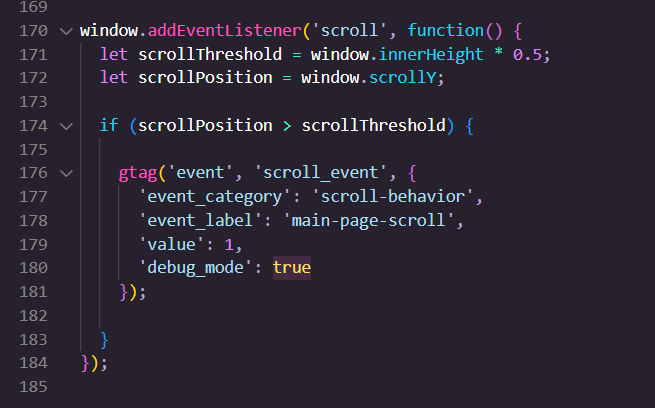 169
170 window.addEventListener('scroll', function() {
171 let scrollThreshold = window.innerHeight * 0.5;
172 let scrollPosition = window.scrollY;
173
174 if (scrollPosition > scrollThreshold) {
175
176 gtag('event', 'scroll_event', {
177 'event_category': 'scroll-behavior',
178 'event_label': 'main-page-scroll',
179 'value': 1,
180 'debug_mode': true
181 });
182
183 }
184 });
185